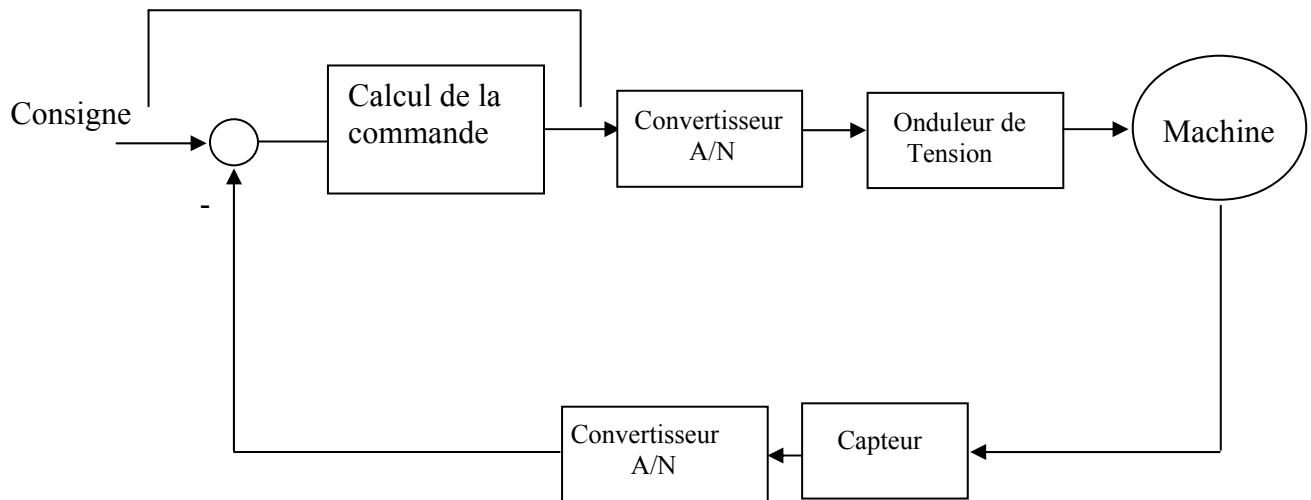 Consigne
Calcul de la
commande
Convertisseur
A/N
Onduleur de
Tension
Machine
-
Convertisseur
A/N
Capteur